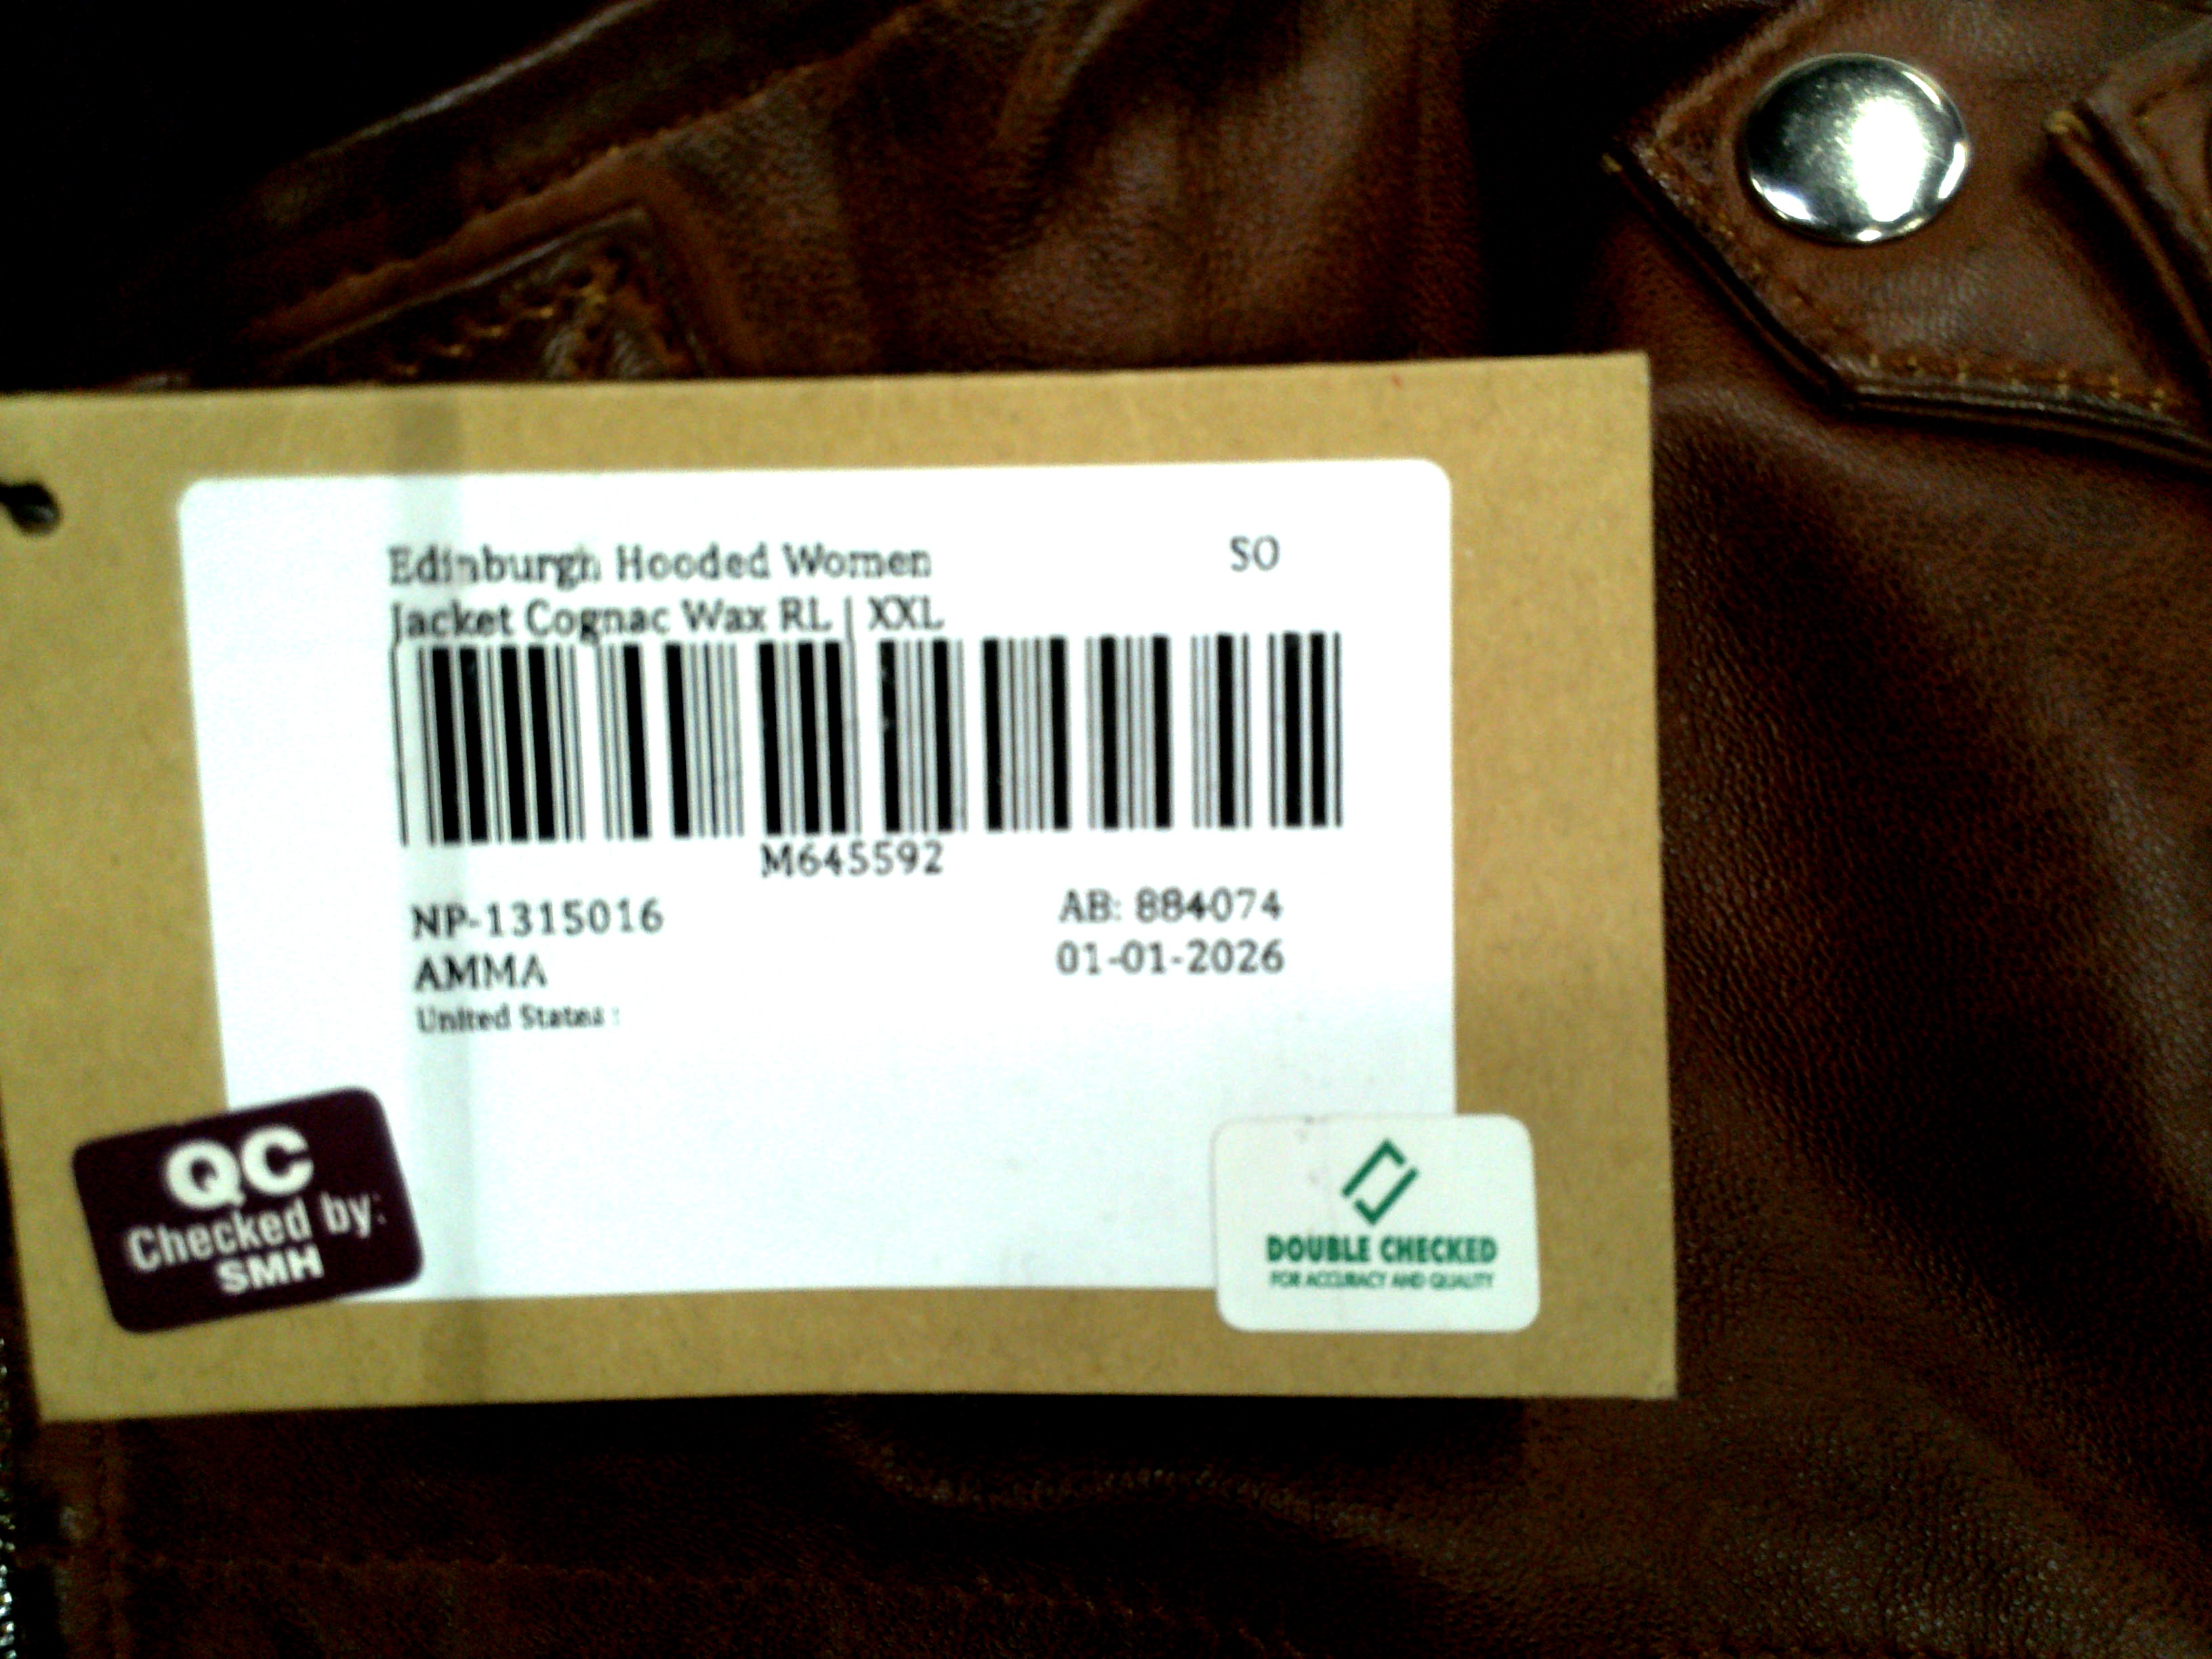 Edinburgh Hooded Women SO
Jacket Cognac Wax RL | XXL
M645592
NP-1315016 AB: 884074
AMMA 01-01-2026
United States :
QC
Checked by:
SMH
DOUBLE CHECKED
FOR ACCURACY AND QUALITY